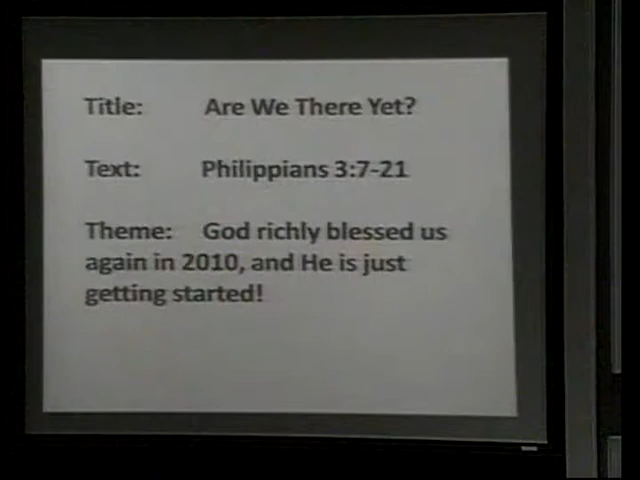 Title: Are We There Yet?
Text: Philippians 3:7-21
Theme: God richly blessed us
again in 2010, and He is just
getting started!